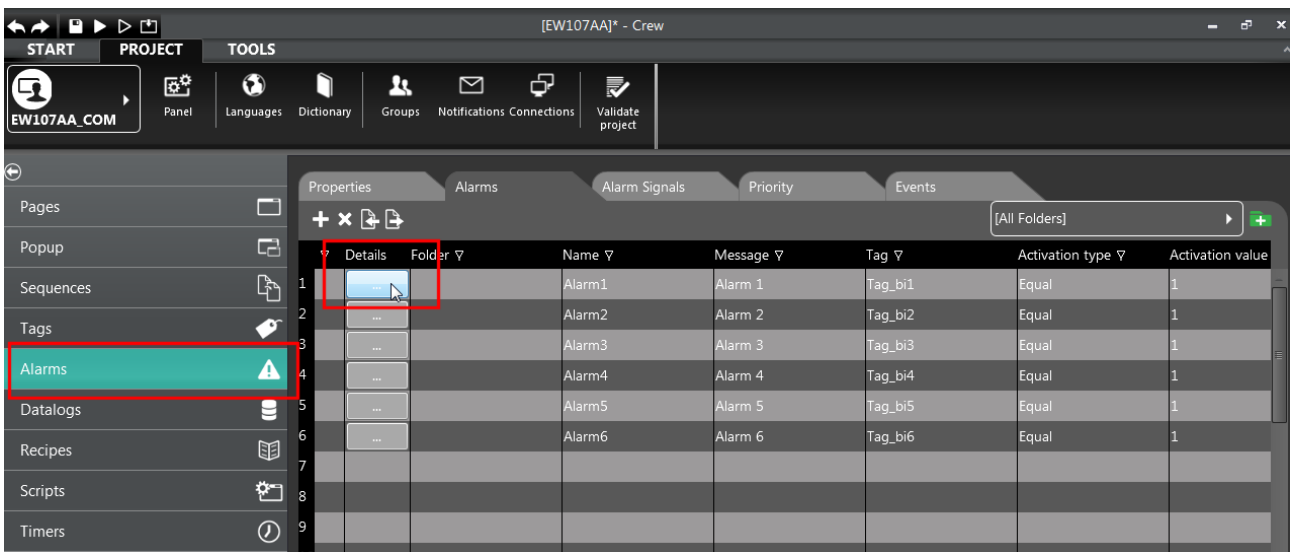 [EW107AA]* - Crew
START PROJECT TOOLS
EW107AA_COM
Panel Languages Dictionary Groups Notifications Connections Validate
project
Properties Alarms Alarm Signals Priority Events
Pages
[All Folders]
Popup
Details Folder Name Message Tag Activation type Activation value
Sequences
1 ... Alarm1 Alarm 1 Tag_bi1 Equal 1
2 ... Alarm2 Alarm 2 Tag_bi2 Equal 1
Tags
3 ... Alarm3 Alarm 3 Tag_bi3 Equal 1
Alarms
4 ... Alarm4 Alarm 4 Tag_bi4 Equal 1
Datalogs
5 ... Alarm5 Alarm 5 Tag_bi5 Equal 1
6 ... Alarm6 Alarm 6 Tag_bi6 Equal 1
Recipes
7
Scripts
8
Timers
9